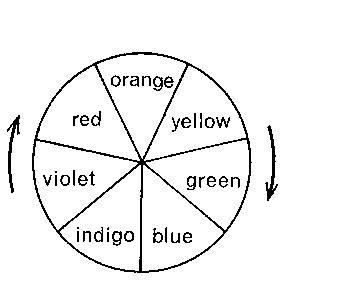 orange
red
yellow
violet
green
indigo
blue